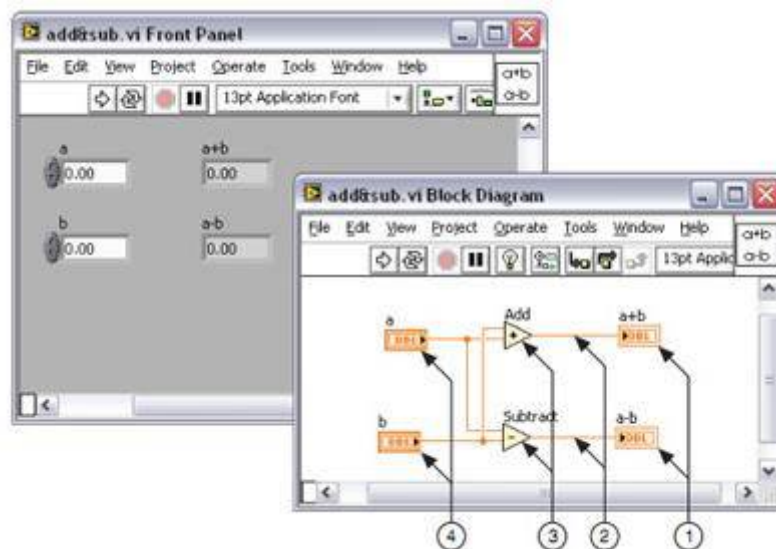 add&sub.vi Front Panel
File Edit View Project Operate Tools Window Help
13pt Application Font
a+b
a-b
a
0.00
a+b
0.00
b
0.00
a-b
0.00
add&sub.vi Block Diagram
File Edit View Project Operate Tools Window Help
13pt Applic
a+b
a-b
a
DBL
Add
+
a+b
DBL
b
DBL
Subtract
-
a-b
DBL
4 3 2 1